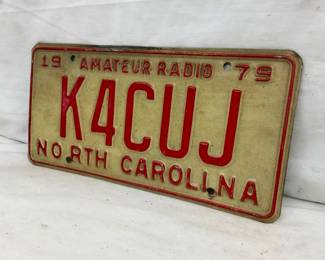 19 AMATEUR RADIO 79
K4CUJ
NORTH CAROLINA